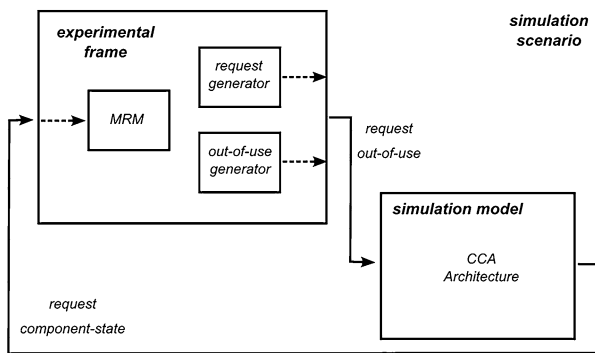 simulation
scenario
experimental
frame
request
generator
MRM
out-of-use
generator
request
out-of-use
simulation model
CCA
Architecture
request
component-state